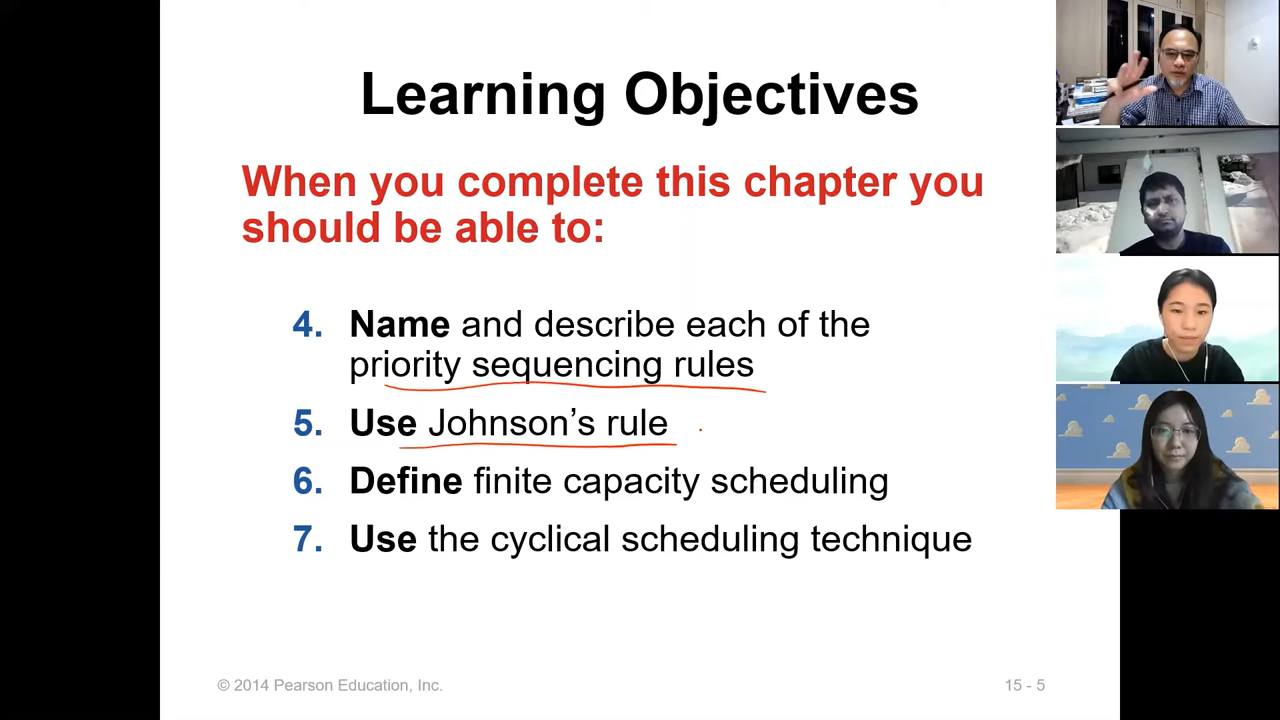 Learning Objectives
When you complete this chapter you
should be able to:
4. Name and describe each of the
priority sequencing rules
5. Use Johnson’s rule
6. Define finite capacity scheduling
7. Use the cyclical scheduling technique
© 2014 Pearson Education, Inc.
15 - 5